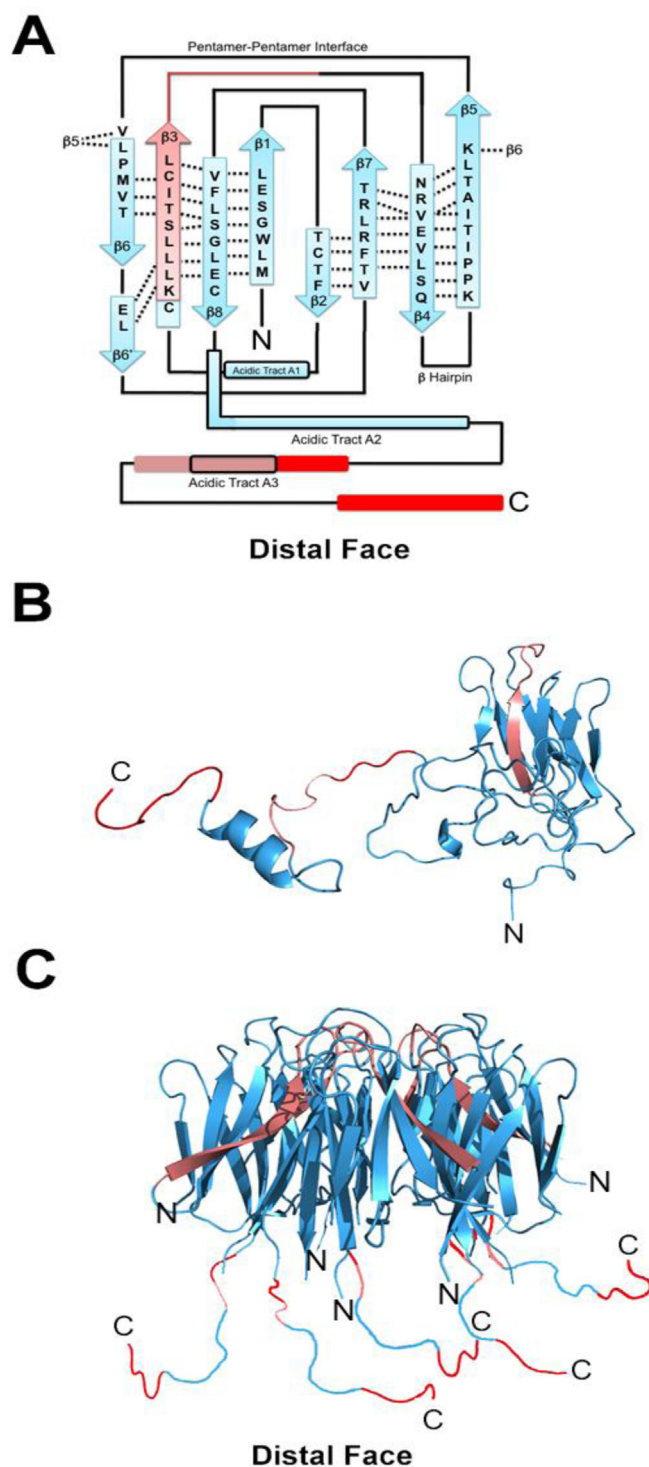 A
Pentamer-Pentamer Interface
β5
V
L
P
M
V
T
β6
E
L
β6'
β3
L
C
I
T
S
L
L
L
L
K
C
V
F
L
S
G
L
E
C
β8
β1
L
E
S
G
W
L
M
N
T
C
T
F
β2
β7
T
R
L
R
F
T
V
N
R
V
E
V
L
S
Q
β4
β5
K
L
T
A
I
T
I
P
P
K
β6
β Hairpin
Acidic Tract A1
Acidic Tract A2
Acidic Tract A3
C
Distal Face
B
C
N
C
N
N
N
N
N
C
C
C
C
C
Distal Face